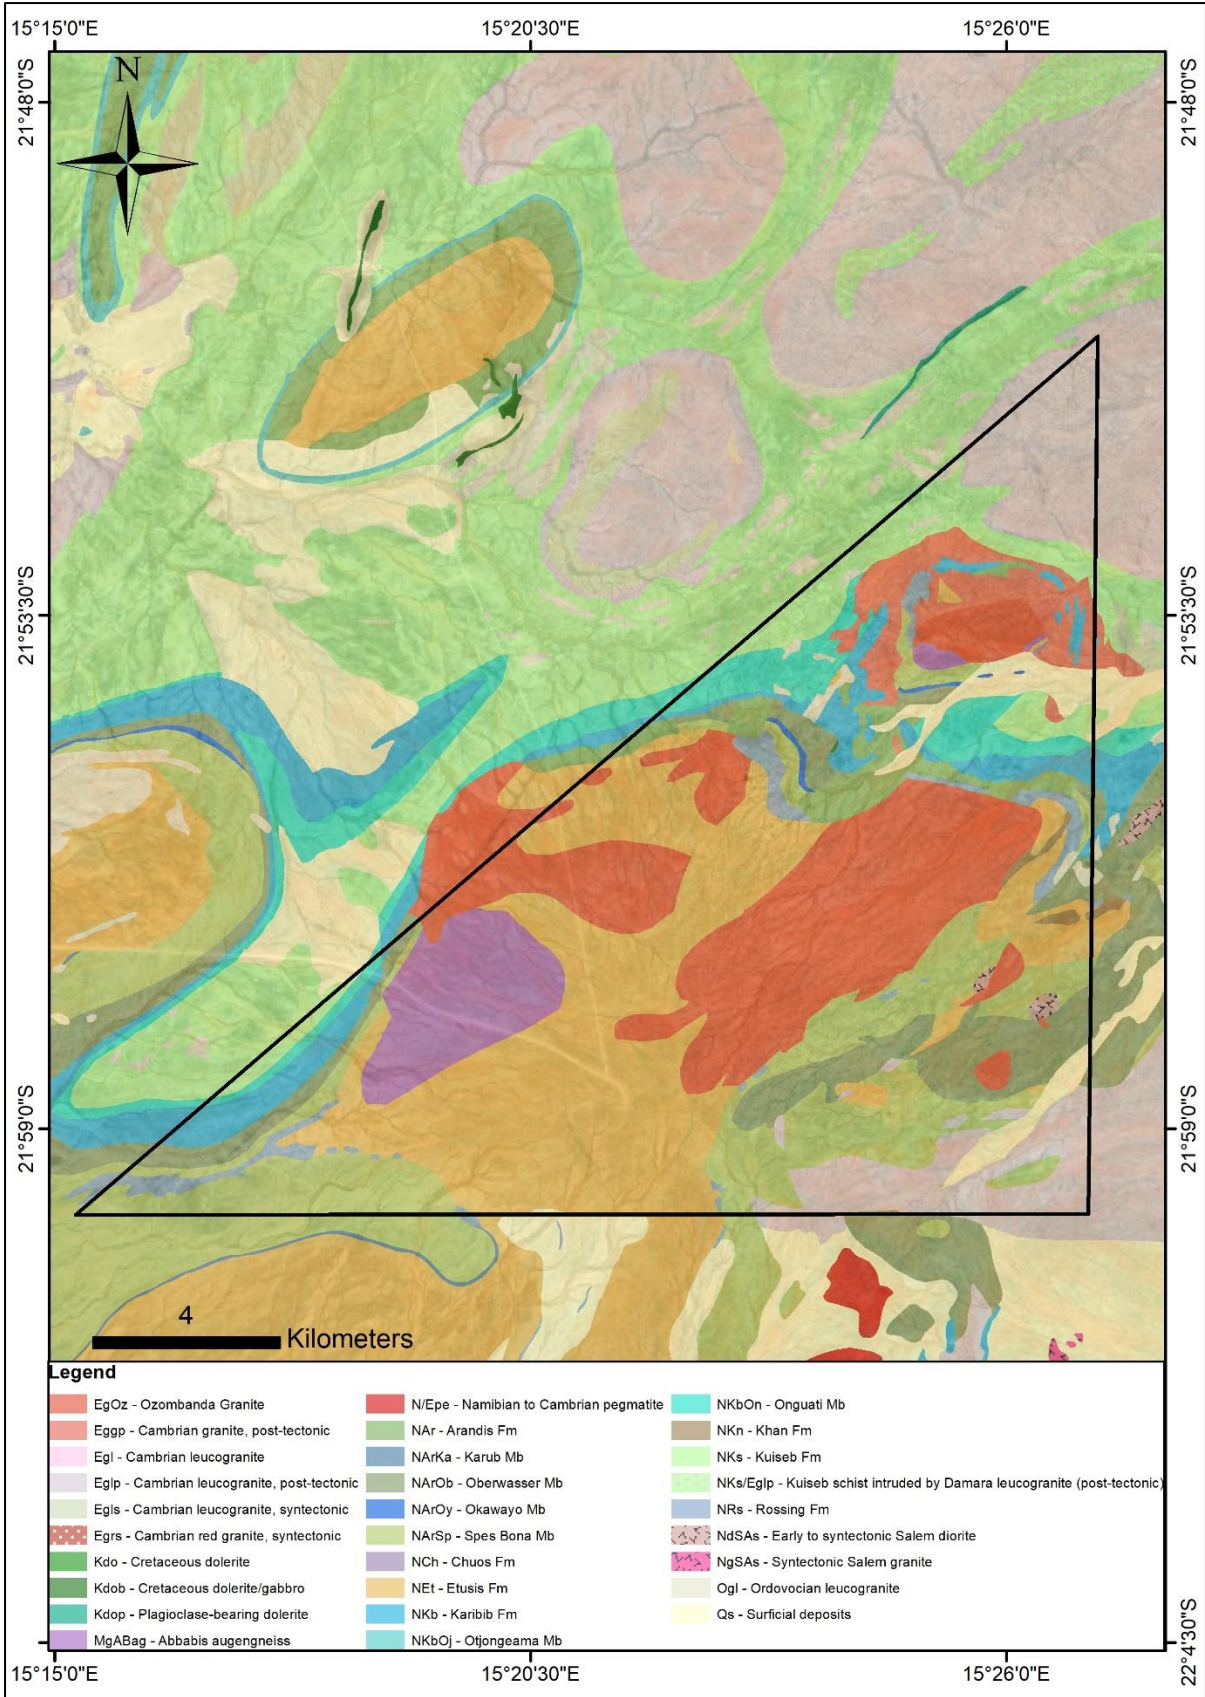 15°15'0"E 15°20'30"E 15°26'0"E
21°48'0"S 21°48'0"S
N
21°53'30"S 21°53'30"S
21°59'0"S 21°59'0"S
4
Kilometers
Legend
EgOz - Ozombanda Granite
Eggp - Cambrian granite, post-tectonic
Egl - Cambrian leucogranite
Eglp - Cambrian leucogranite, post-tectonic
Egls - Cambrian leucogranite, syntectonic
Egrs - Cambrian red granite, syntectonic
Kdo - Cretaceous dolerite
Kdob - Cretaceous dolerite/gabbro
Kdop - Plagioclase-bearing dolerite
MgABag - Abbabis augengneiss
N/Epe - Namibian to Cambrian pegmatite
NAr - Arandis Fm
NArKa - Karub Mb
NArOb - Oberwasser Mb
NArOy - Okawayo Mb
NArSp - Spes Bona Mb
NCh - Chuos Fm
NEt - Etusis Fm
NKb - Karibib Fm
NKbOj - Otjongeama Mb
NKbOn - Onguati Mb
NKn - Khan Fm
NKs - Kuiseb Fm
NKs/Eglp - Kuiseb schist intruded by Damara leucogranite (post-tectonic)
NRs - Rossing Fm
NdSAs - Early to syntectonic Salem diorite
NgSAs - Syntectonic Salem granite
Ogl - Ordovocian leucogranite
Qs - Surficial deposits
22°4'30"S
15°15'0"E 15°20'30"E 15°26'0"E